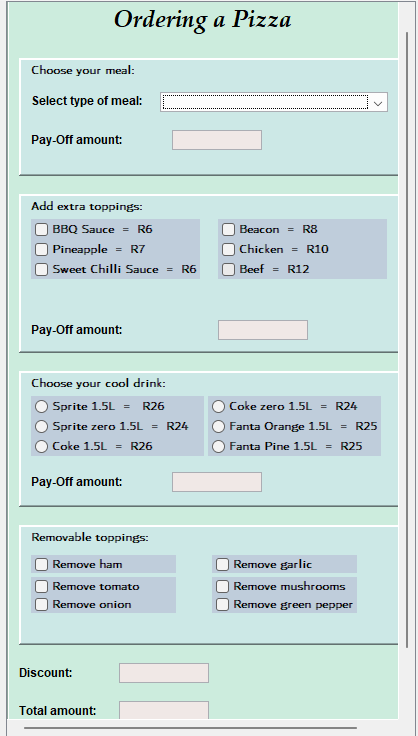 Ordering a Pizza
Choose your meal:
Select type of meal:
Pay-Off amount:
Add extra toppings:
BBQ Sauce = R6 Beacon = R8
Pineapple = R7 Chicken = R10
Sweet Chilli Sauce = R6 Beef = R12
Pay-Off amount:
Choose your cool drink:
Sprite 1.5L = R26 Coke zero 1.5L = R24
Sprite zero 1.5L = R24 Fanta Orange 1.5L = R25
Coke 1.5L = R26 Fanta Pine 1.5L = R25
Pay-Off amount:
Removable toppings:
Remove ham Remove garlic
Remove tomato Remove mushrooms
Remove onion Remove green pepper
Discount:
Total amount: